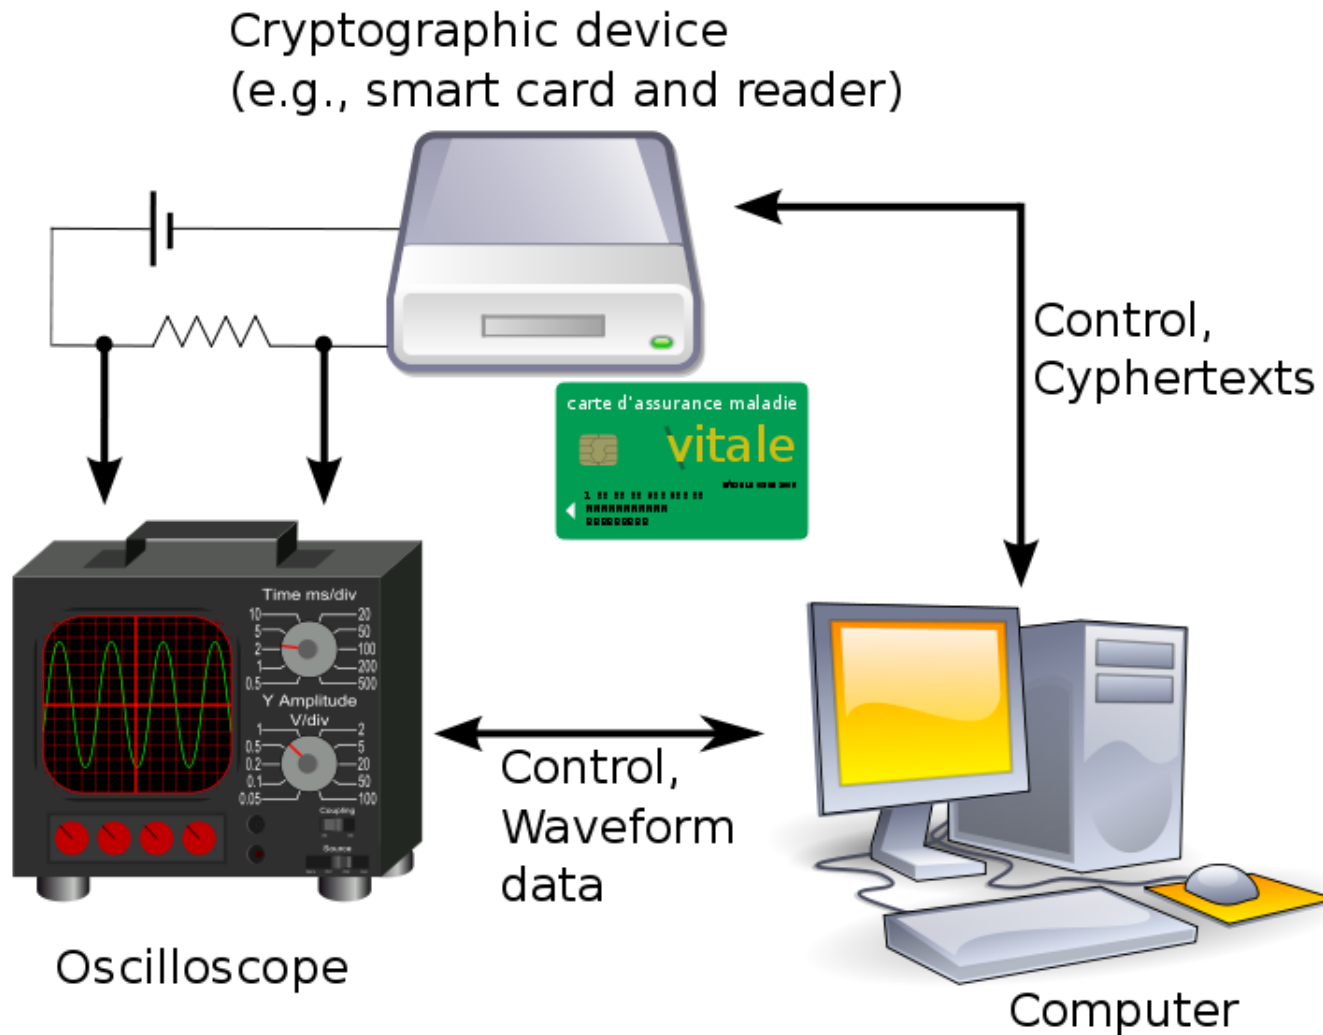 Cryptographic device
(e.g., smart card and reader)
Control,
Cyphertexts
carte d'assurance maladie
vitale
Time ms/div
10 20
5 50
2 100
1 200
0.5 500
Y Amplitude
V/div
1 2
0.5 5
0.2 20
0.1 50
0.05 100
Coupling
Source
Control,
Waveform
data
Oscilloscope
Computer